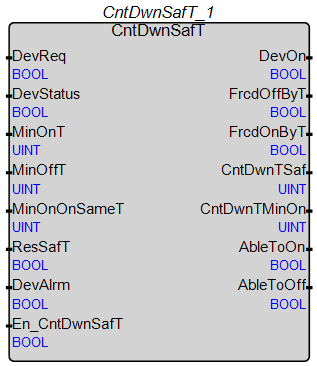 CntDwnSafT_1
CntDwnSafT
DevReq DevOn
BOOL BOOL
DevStatus FrcdOffByT
BOOL BOOL
MinOnT FrcdOnByT
UINT BOOL
MinOffT CntDwnTSaf
UINT UINT
MinOnOnSameT CntDwnTMinOn
UINT UINT
ResSafT AbleToOn
BOOL BOOL
DevAlrm AbleToOff
BOOL BOOL
En_CntDwnSafT
BOOL